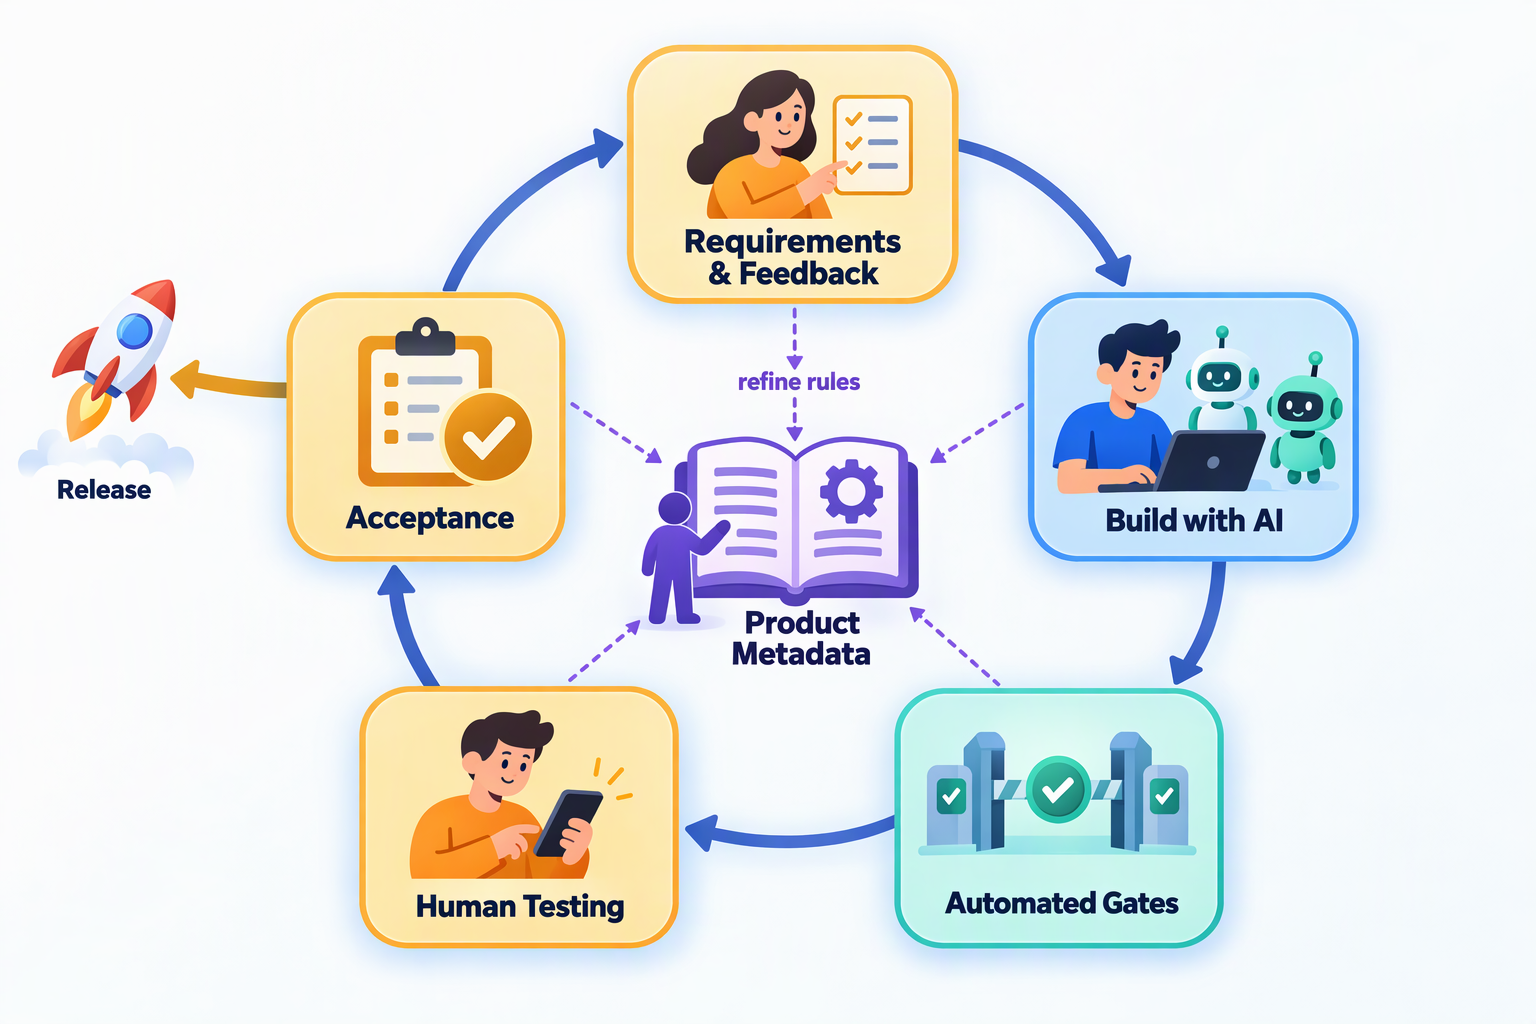 Requirements
& Feedback
Release
Acceptance
refine rules
Build with AI
Product
Metadata
Human Testing
Automated Gates